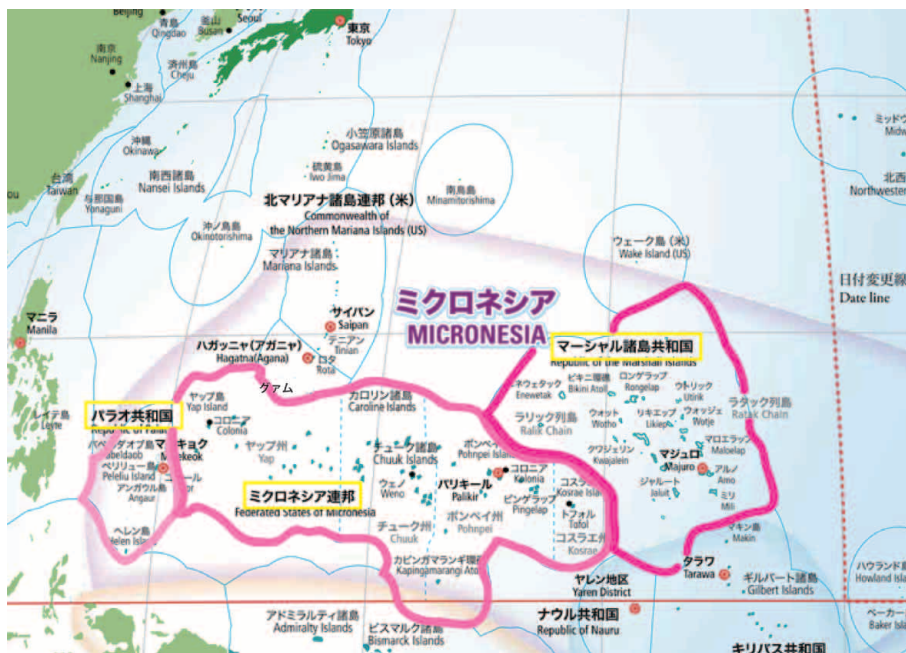 Beijing
青島
Qingdao
釜山
Busan
Seoul
東京
Tokyo
南京
Nanjing
済州島
Cheju
上海
Shanghai
沖縄
Okinawa
小笠原諸島
Ogasawara Islands
ミッドウ
Midw
台湾
Taiwan
南西諸島
Nansei Islands
硫黄島
Iwo Jima
南鳥島
Minamitorishima
北西
Northwestern
与那国島
Yonaguni
北マリアナ諸島連邦（米）
Commonwealth of
the Northern Mariana Islands (US)
沖ノ鳥島
Okinotorishima
マリアナ諸島
Mariana Islands
ウェーク島（米）
Wake Island (US)
日付変更線
Date line
ミクロネシア
MICRONESIA
マニラ
Manila
サイパン
Saipan
テニアン
Tinian
ハガッニャ（アガニャ）
Hagatna(Agana)
ロタ
Rota
グァム
マーシャル諸島共和国
Republic of the Marshall Islands
エネウェタック
Enewetak
ビキニ環礁
Bikini Atoll
ロンゲラップ
Rongelap
ウトリック
Utirik
レイテ島
Leyte
パラオ共和国
Republic of Palau
ヤップ島
Yap Island
コロニア
Colonia
カロリン諸島
Caroline Islands
ラリック列島
Ralik Chain
ウォット
Wotho
リキエップ
Likiep
ウォッジェ
Wotje
ラタック列島
Ratak Chain
ヤップ州
Yap
チューク諸島
Chuuk Islands
Pohnpei Islands
コロニア
Kolonia
クワジェリン
Kwajalein
マロエラップ
Maloelap
マジュロ
Majuro
アルノ
Arno
ペリリュー島
Peleliu Island
アンガウル島
Angaur
ウェノ
Weno
パリキール
Palikir
ピンゲラップ
Pingelap
トフォル
Tofol
ジャルート
Jaluit
ミリ
Mili
ミクロネシア連邦
Federated States of Micronesia
チューク州
Chuuk
ポンペイ州
Pohnpei
コスラエ州
Kosrae
ヘレン島
マキン島
Makin
カピンガマランギ環礁
Kapingamarangi
タラワ
Tarawa
ヤレン地区
Yaren District
ギルバート諸島
Gilbert Islands
ハウランド島
Howland Island
アドミラルティ諸島
Admiralty Islands
ビスマルク諸島
Bismarck Islands
ナウル共和国
Republic of Nauru
キリバス共和国
ベーカー
Baker